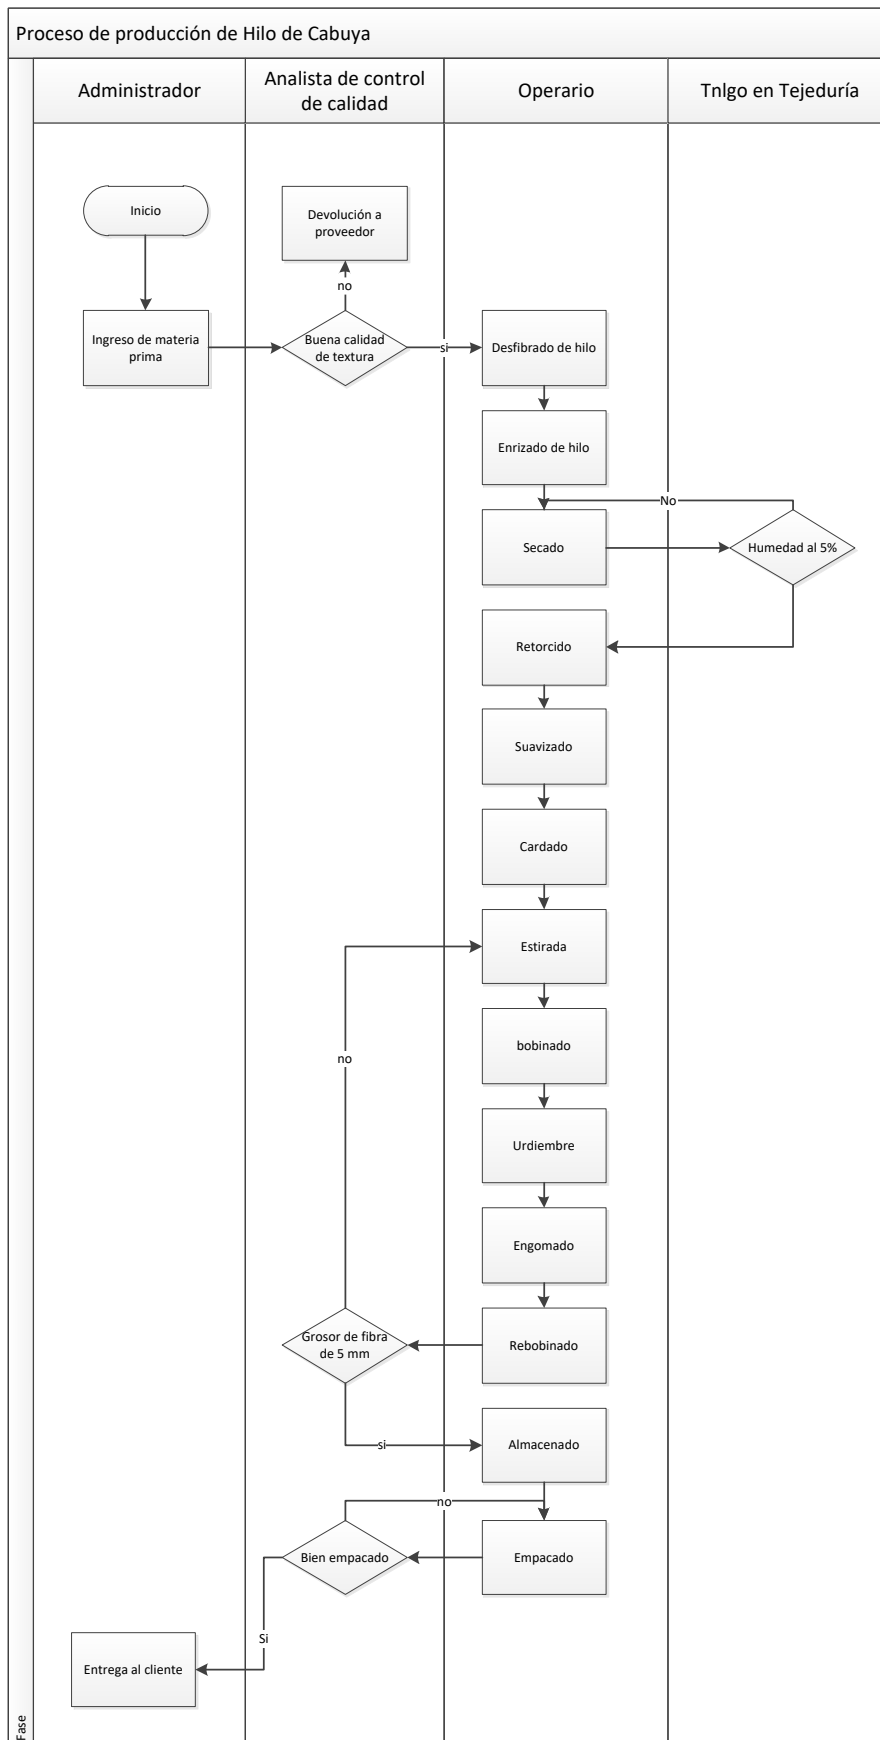 Proceso de producción de Hilo de Cabuya
Administrador
Analista de control
de calidad
Operario
Tnlgo en Tejeduría
Inicio
Devolución a
proveedor
no
Ingreso de materia
prima
Buena calidad
de textura
si
Desfibrado de hilo
Enrizado de hilo
No
Secado
Humedad al 5%
Retorcido
Suavizado
Cardado
Estirada
bobinado
no
Urdiembre
Engomado
Grosor de fibra
de 5 mm
Rebobinado
si
Almacenado
no
Bien empacado
Empacado
Si
Entrega al cliente
Fase